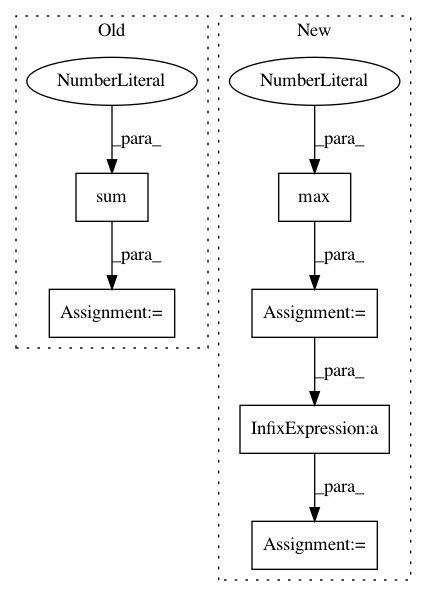 Old
New
NumberLiteral
NumberLiteral
_para_
_para_
sum
max
_para_
_para_
Assignment:=
Assignment:=
_para_
InfixExpression:a
_para_
Assignment:=